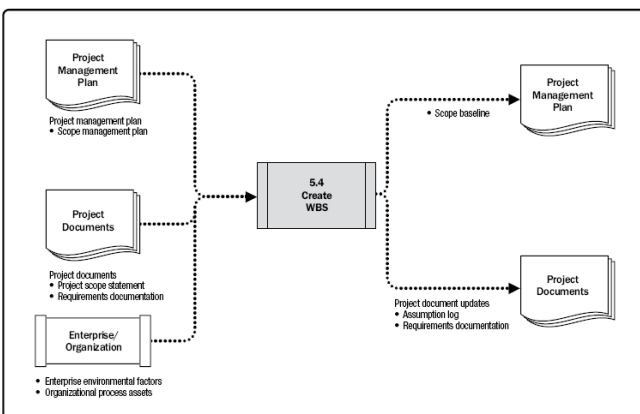 Project
Management
Plan
Project management plan
• Scope management plan
Project
Documents
Project documents
• Project scope statement
• Requirements documentation
Enterprise/
Organization
• Enterprise environmental factors
• Organizational process assets
5.4
Create
WBS
• Scope baseline
Project
Management
Plan
Project document updates
• Assumption log
• Requirements documentation
Project
Documents